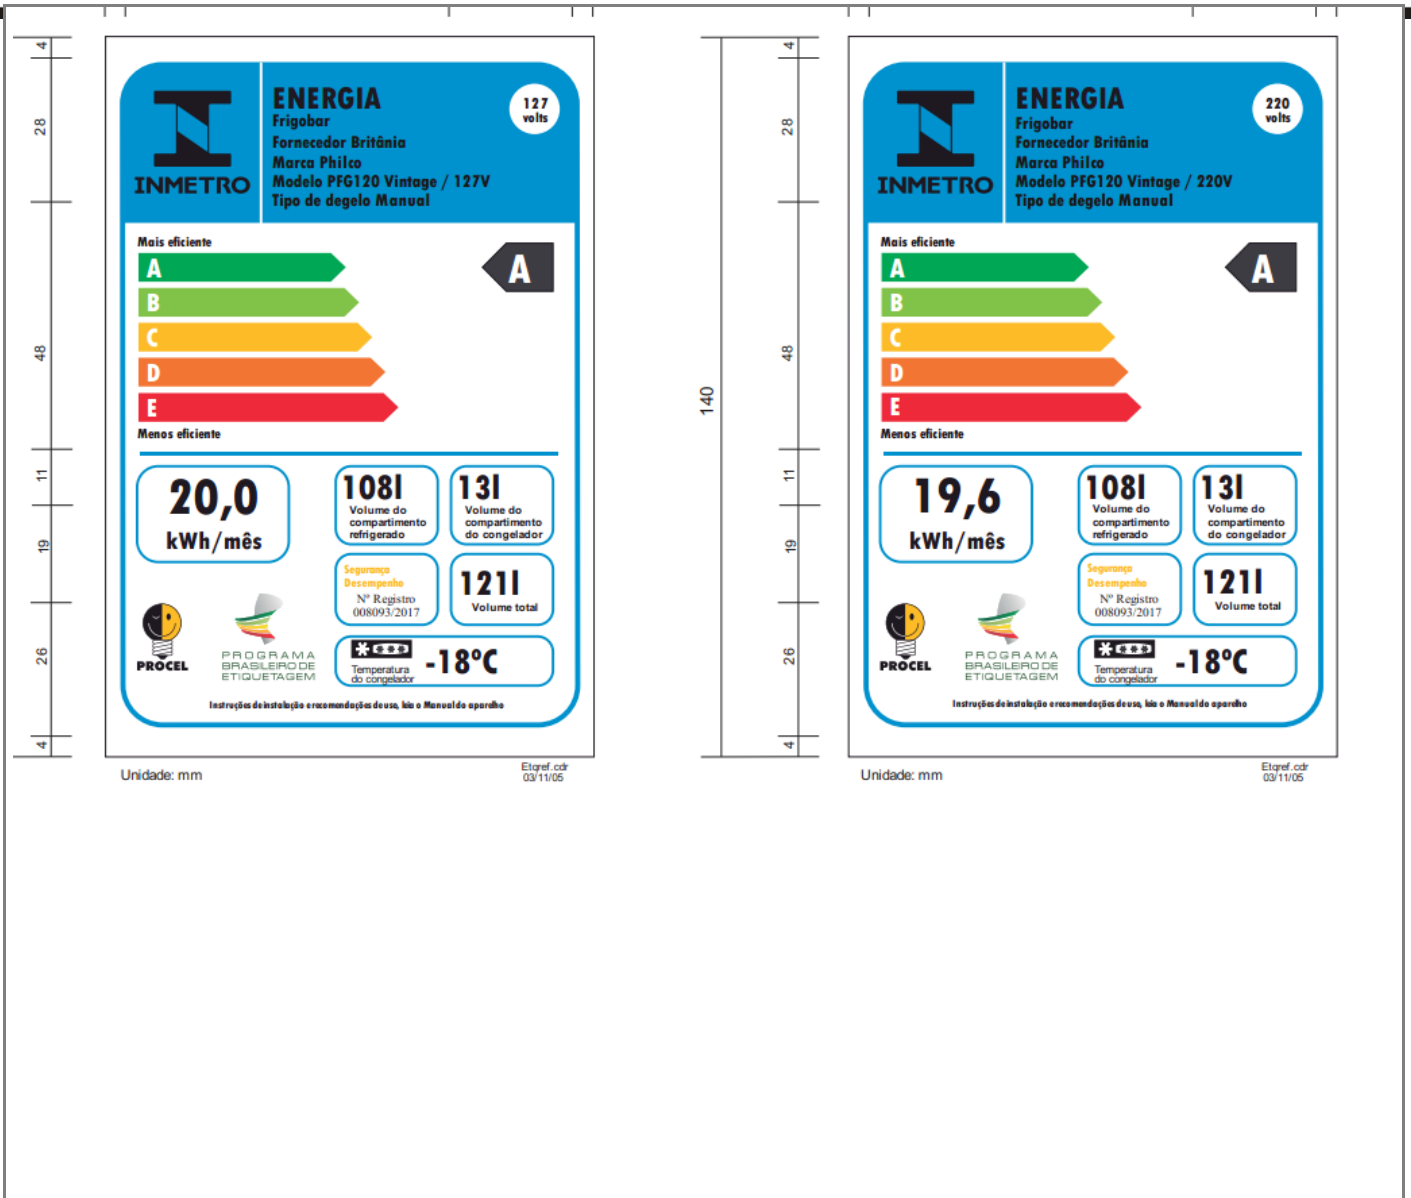 4
28
48
11
19
26
4
INMETRO
ENERGIA
Frigobar
Fornecedor Britânia
Marca Philco
Modelo PFG120 Vintage / 127V
Tipo de degelo Manual
127
volts
Mais eficiente
A
A
B
C
D
E
Menos eficiente
20,0
kWh/mês
108l
Volume do
compartimento
refrigerado
13l
Volume do
compartimento
do congelador
Segurança
Desempenho
Nº Registro
008093/2017
121l
Volume total
PROCEL
PROGRAMA
BRASILEIRO DE
ETIQUETAGEM
Temperatura
do congelador
-18ºC
Instruções de instalação e recomendações de uso, leia o Manual do aparelho
Unidade: mm
Etqref.cdr
03/11/05
140
4
28
48
11
19
26
4
INMETRO
ENERGIA
Frigobar
Fornecedor Britânia
Marca Philco
Modelo PFG120 Vintage / 220V
Tipo de degelo Manual
220
volts
Mais eficiente
A
A
B
C
D
E
Menos eficiente
19,6
kWh/mês
108l
Volume do
compartimento
refrigerado
13l
Volume do
compartimento
do congelador
Segurança
Desempenho
Nº Registro
008093/2017
121l
Volume total
PROCEL
PROGRAMA
BRASILEIRO DE
ETIQUETAGEM
Temperatura
do congelador
-18ºC
Instruções de instalação e recomendações de uso, leia o Manual do aparelho
Unidade: mm
Etqref.cdr
03/11/05